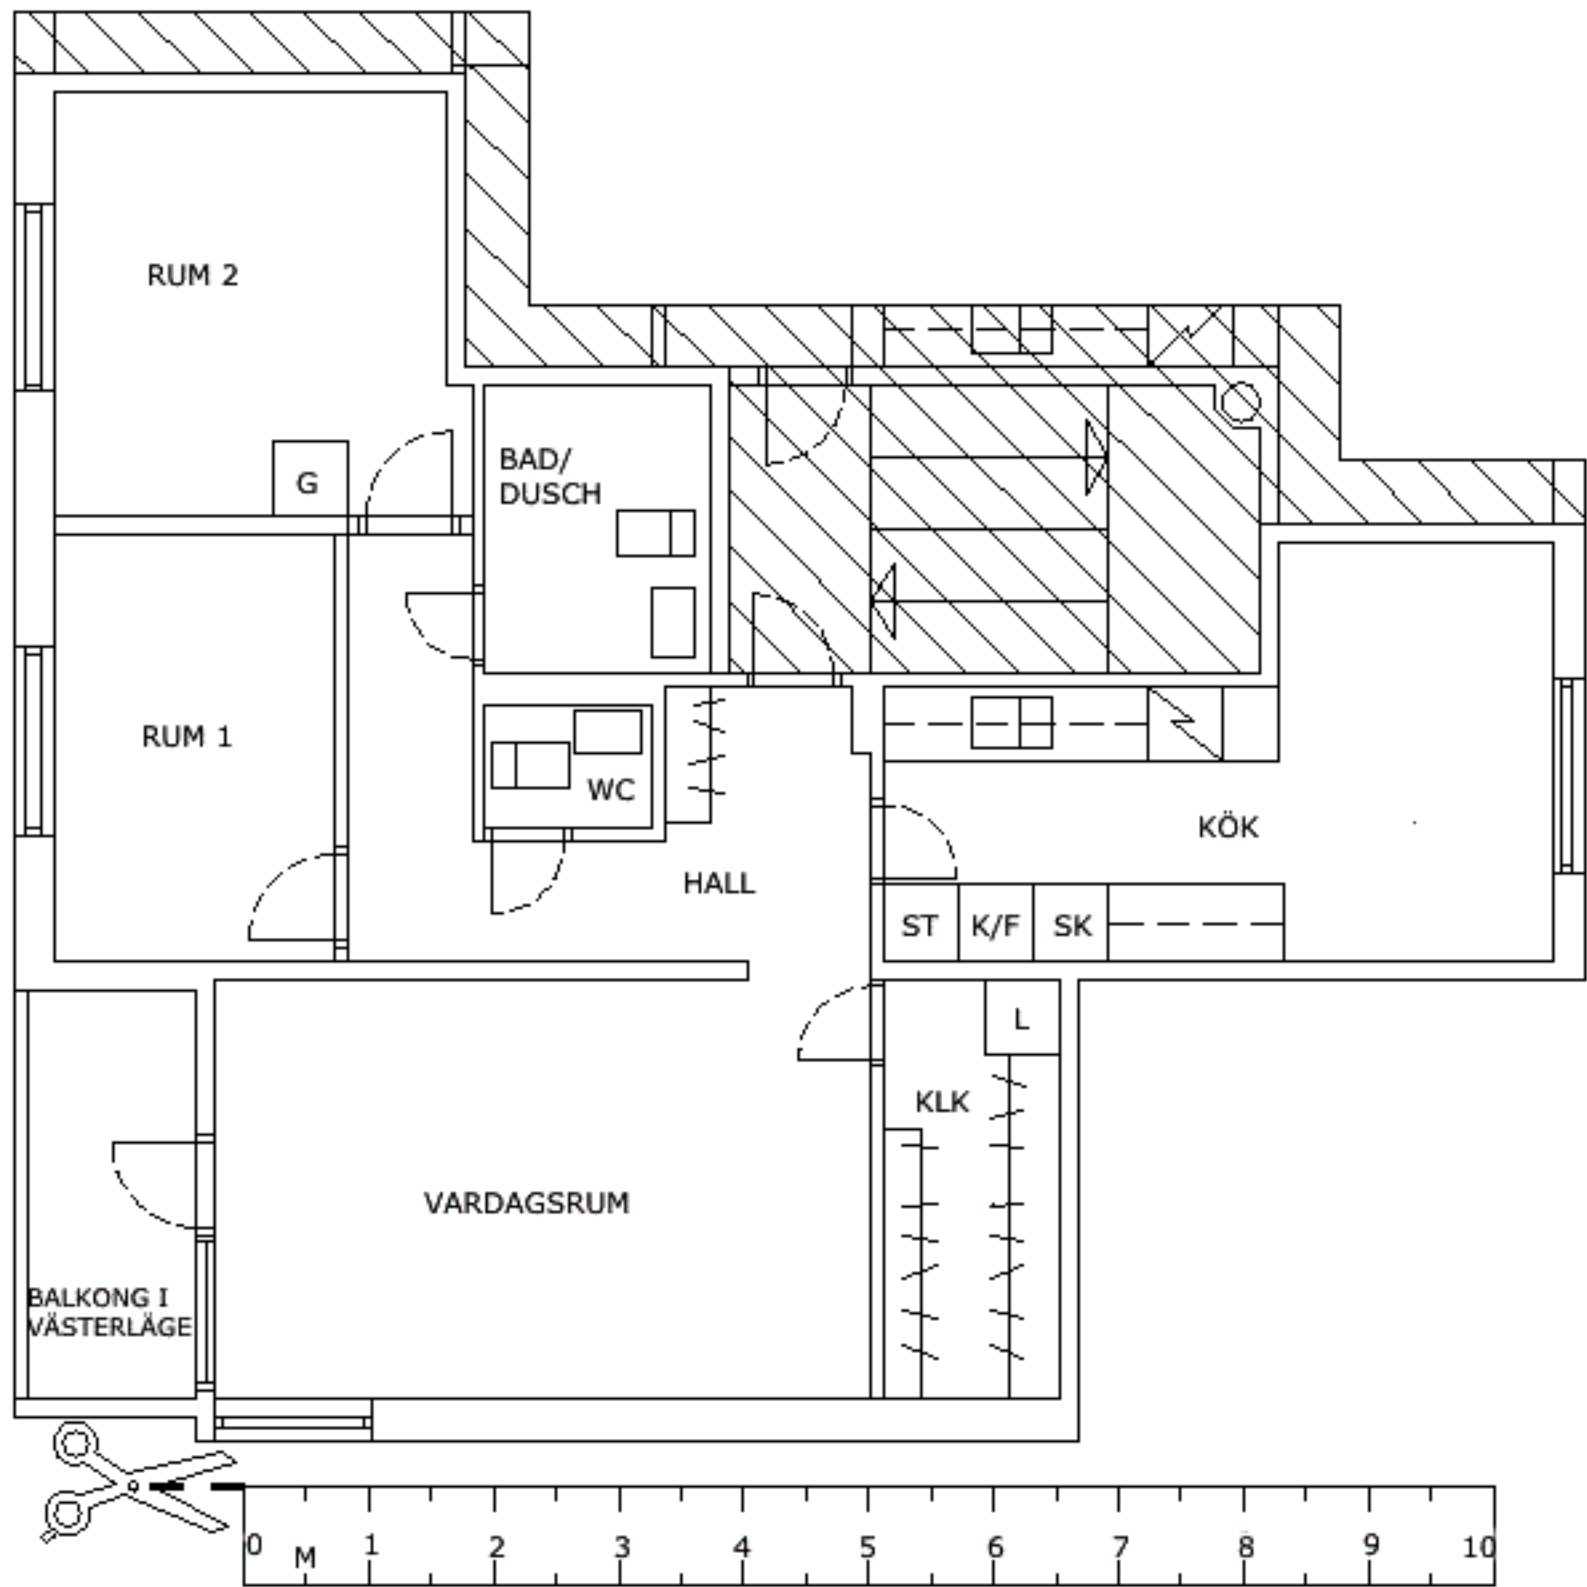 RUM 2
G
BAD/
DUSCH
RUM 1
WC
HALL
KÖK
ST
K/F
SK
L
KLK
VARDAGSRUM
BALKONG I
VÄSTERLÄGE
0 M 1 2 3 4 5 6 7 8 9 10